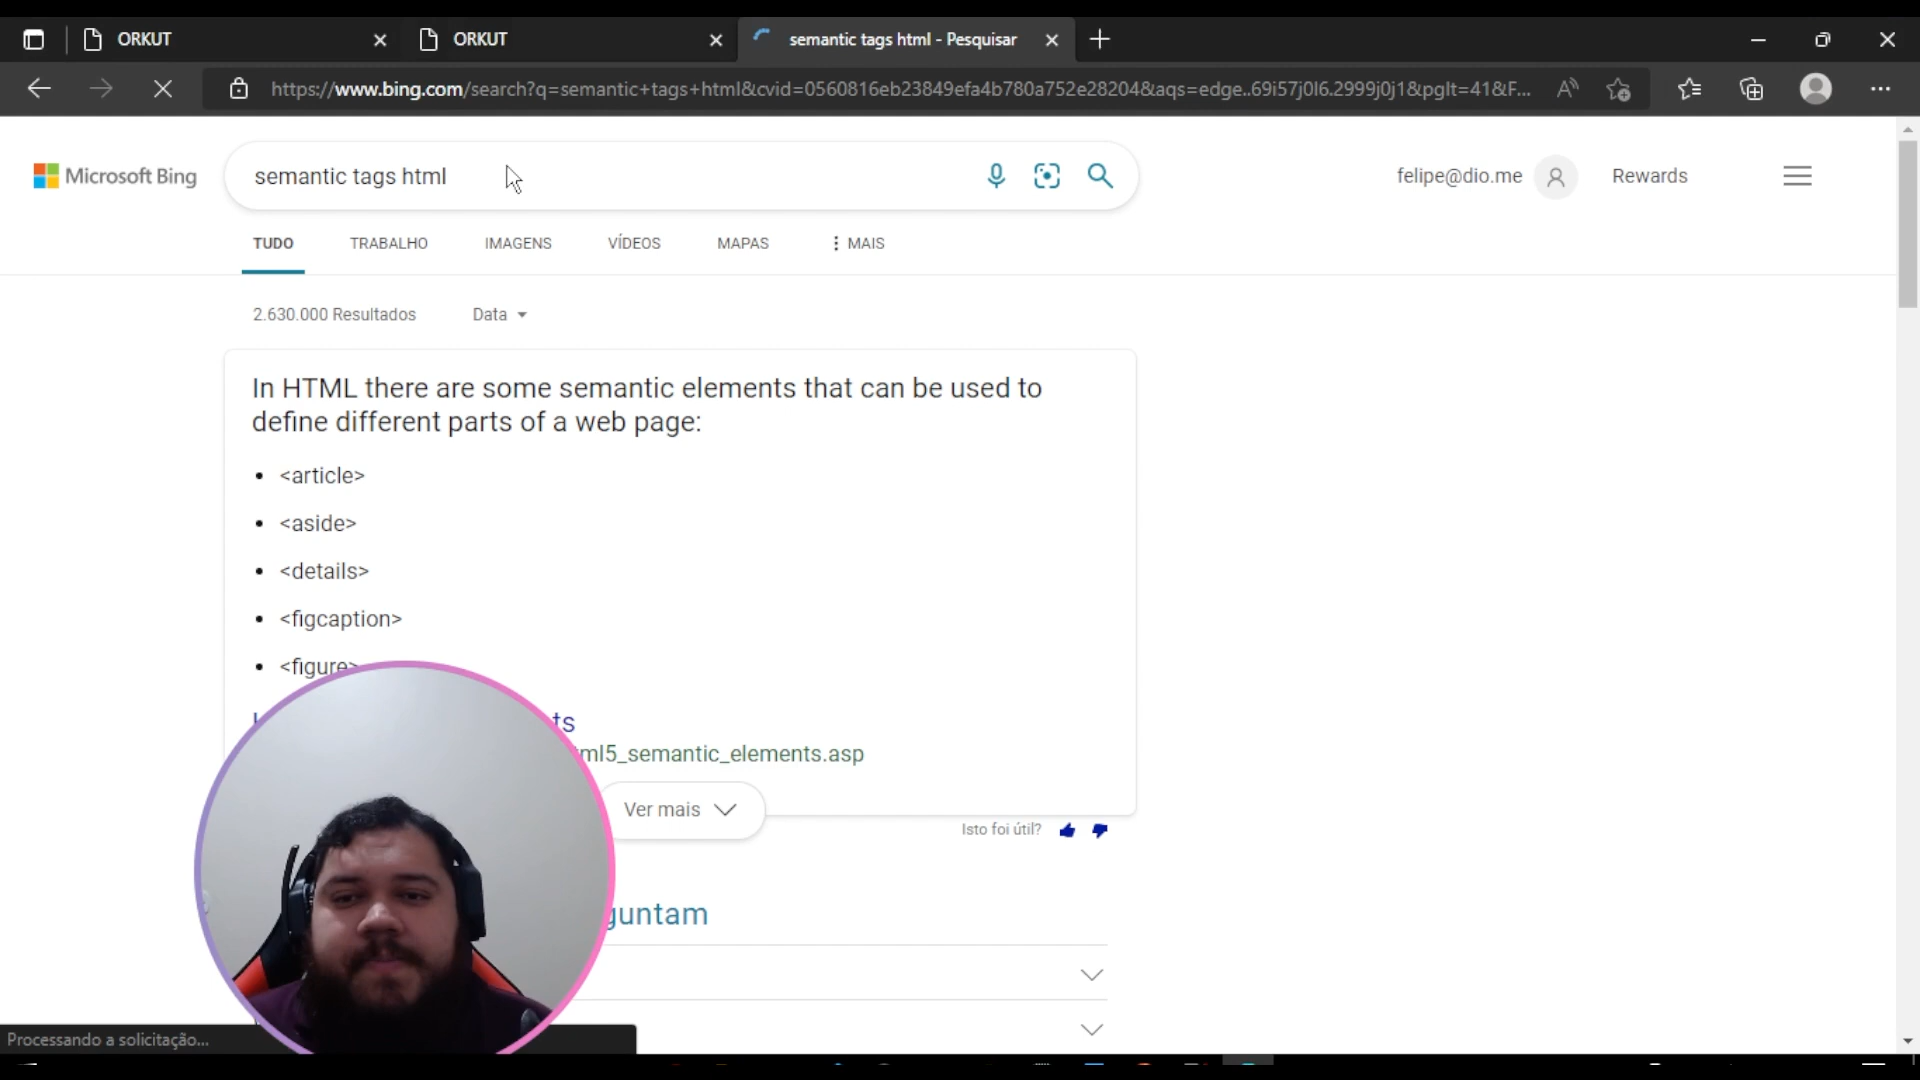 ORKUT
ORKUT
semantic tags html - Pesquisar
https://www.bing.com/search?q=semantic+tags+html&cvid=0560816eb23849efa4b780a752e28204&aqs=edge..69i57j0l6.2999j0j1&pglt=41&F...
Microsoft Bing
semantic tags html
felipe@dio.me
Rewards
TUDO
TRABALHO
IMAGENS
VÍDEOS
MAPAS
MAIS
2.630.000 Resultados
Data
In HTML there are some semantic elements that can be used to
define different parts of a web page:
• <article>
• <aside>
• <details>
• <figcaption>
• <figure>
ml5_semantic_elements.asp
Ver mais
Isto foi útil?
guntam
Processando a solicitação...